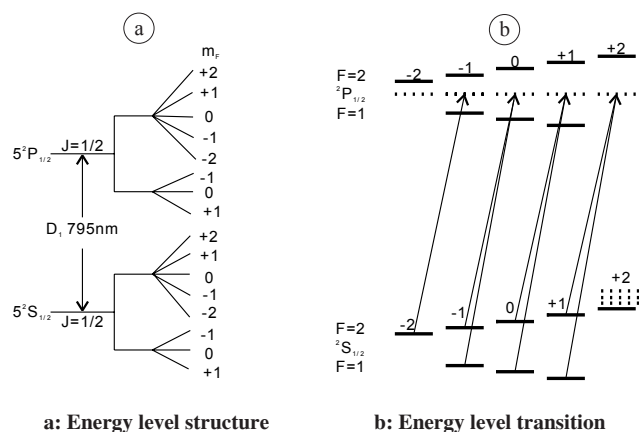 a
m_F
+2
+1
0
-1
-2
5²P₁/₂ J=1/2
-1
0
+1
D₁ 795nm
+2
+1
0
-1
-2
5²S₁/₂ J=1/2
-1
0
+1
a: Energy level structure
b
F=2 -2 -1 0 +1 +2
²P₁/₂
F=1
+2
F=2 -2 -1 0 +1
²S₁/₂
F=1
b: Energy level transition